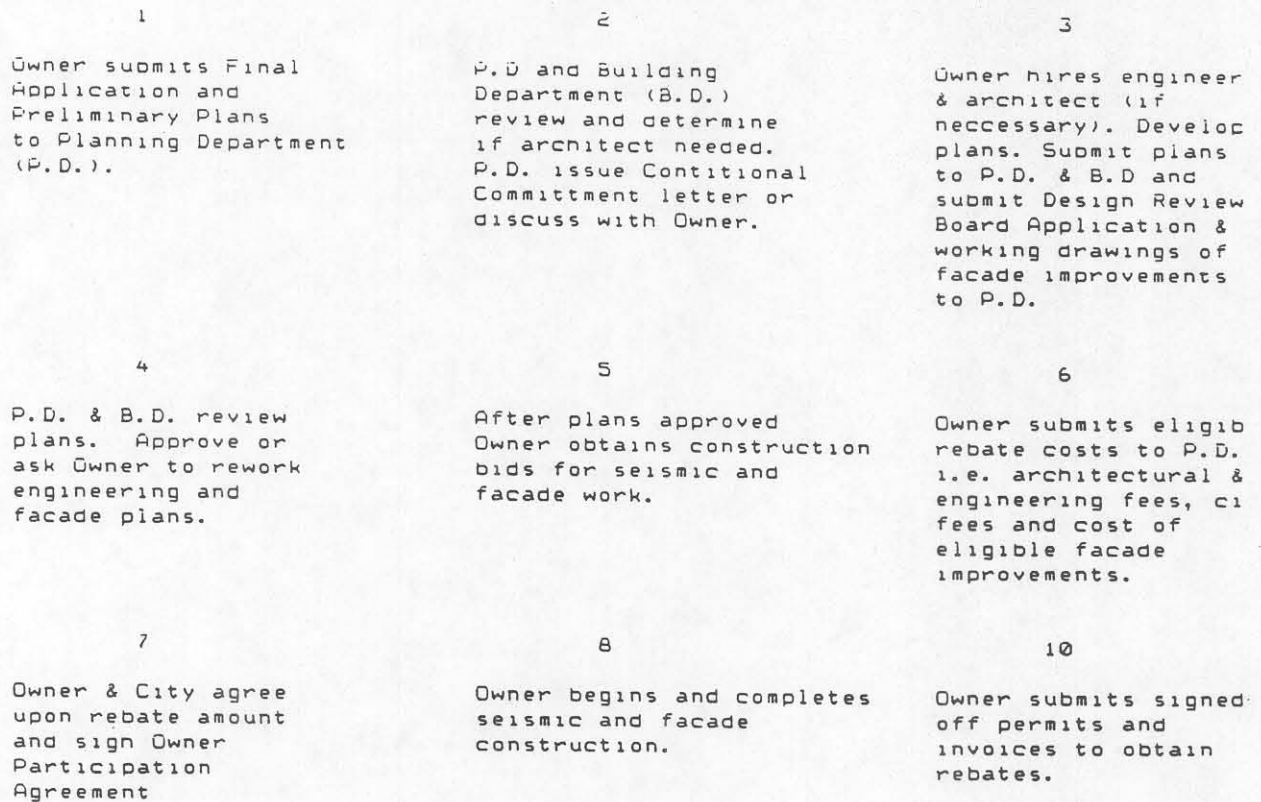 1
Owner submits Final
Application and
Preliminary Plans
to Planning Department
(P.D.).
2
P.D and Building
Department (B.D.)
review and determine
if architect needed.
P.D. issue Contitional
Committment letter or
discuss with Owner.
3
Owner hires engineer
& architect (if
neccessary). Develop
plans. Submit plans
to P.D. & B.D and
submit Design Review
Board Application &
working drawings of
facade improvements
to P.D.
4
P.D. & B.D. review
plans. Approve or
ask Owner to rework
engineering and
facade plans.
5
After plans approved
Owner obtains construction
bids for seismic and
facade work.
6
Owner submits eligib
rebate costs to P.D.
i.e. architectural &
engineering fees, ci
fees and cost of
eligible facade
improvements.
7
Owner & City agree
upon rebate amount
and sign Owner
Participation
Agreement
8
Owner begins and completes
seismic and facade
construction.
10
Owner submits signed
off permits and
invoices to obtain
rebates.